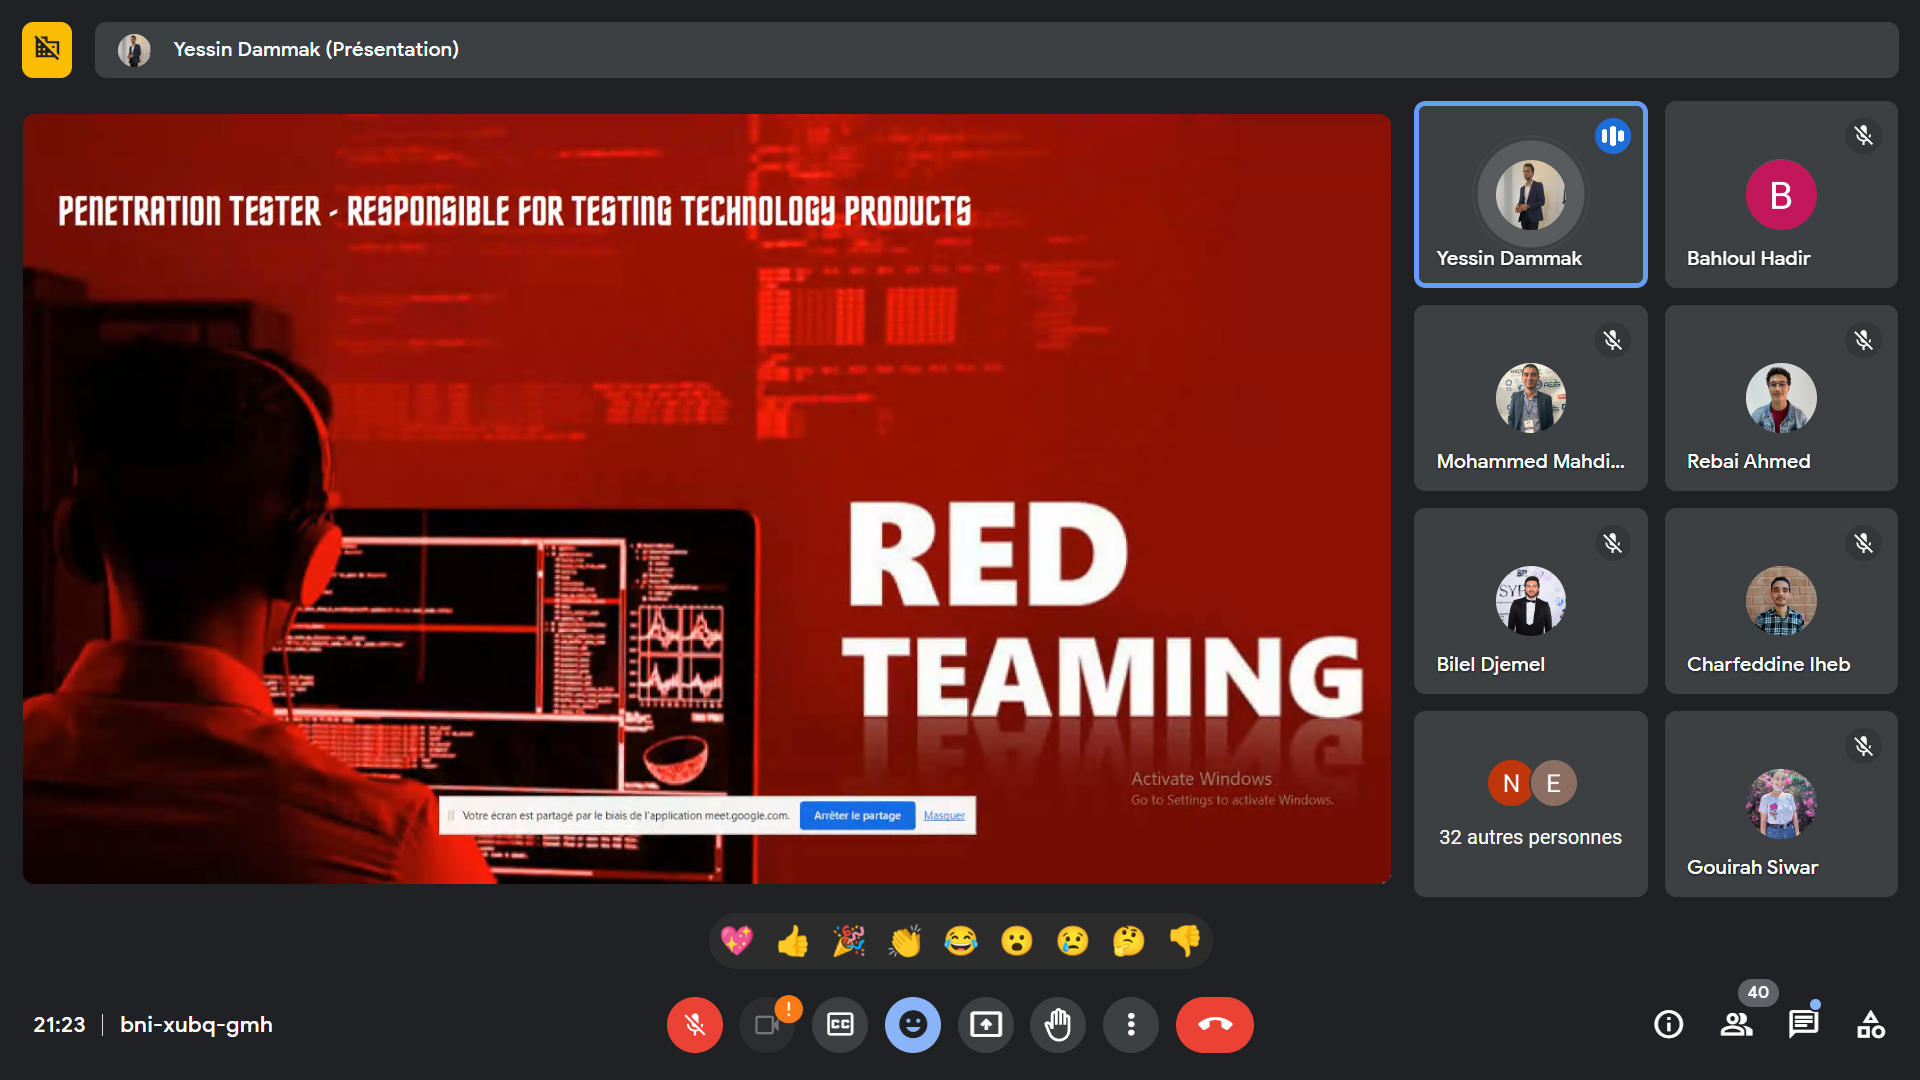 Yessin Dammak (Présentation)
PENETRATION TESTER - RESPONSIBLE FOR TESTING TECHNOLOGY PRODUCTS
RED
TEAMING
Activate Windows
Go to Settings to activate Windows.
Votre écran est partagé par le biais de l'application meet.google.com.
Arrêter le partage
Masquer
Yessin Dammak
B
Bahloul Hadir
Mohammed Mahdi...
Rebai Ahmed
Bilel Djemel
Charfeddine Iheb
N E
32 autres personnes
Gouirah Siwar
21:23 | bni-xubq-gmh
CC
40